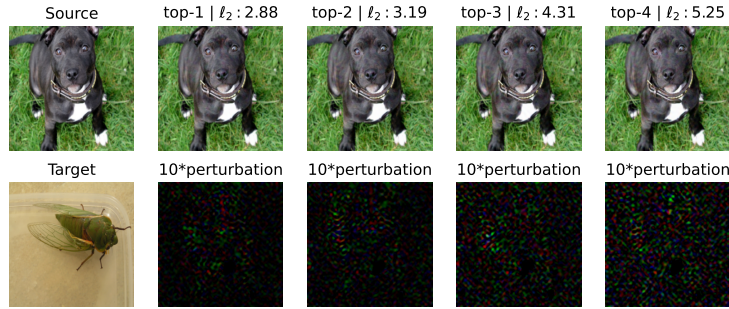 Source
top-1 | ℓ₂ : 2.88
top-2 | ℓ₂ : 3.19
top-3 | ℓ₂ : 4.31
top-4 | ℓ₂ : 5.25
Target
10*perturbation
10*perturbation
10*perturbation
10*perturbation